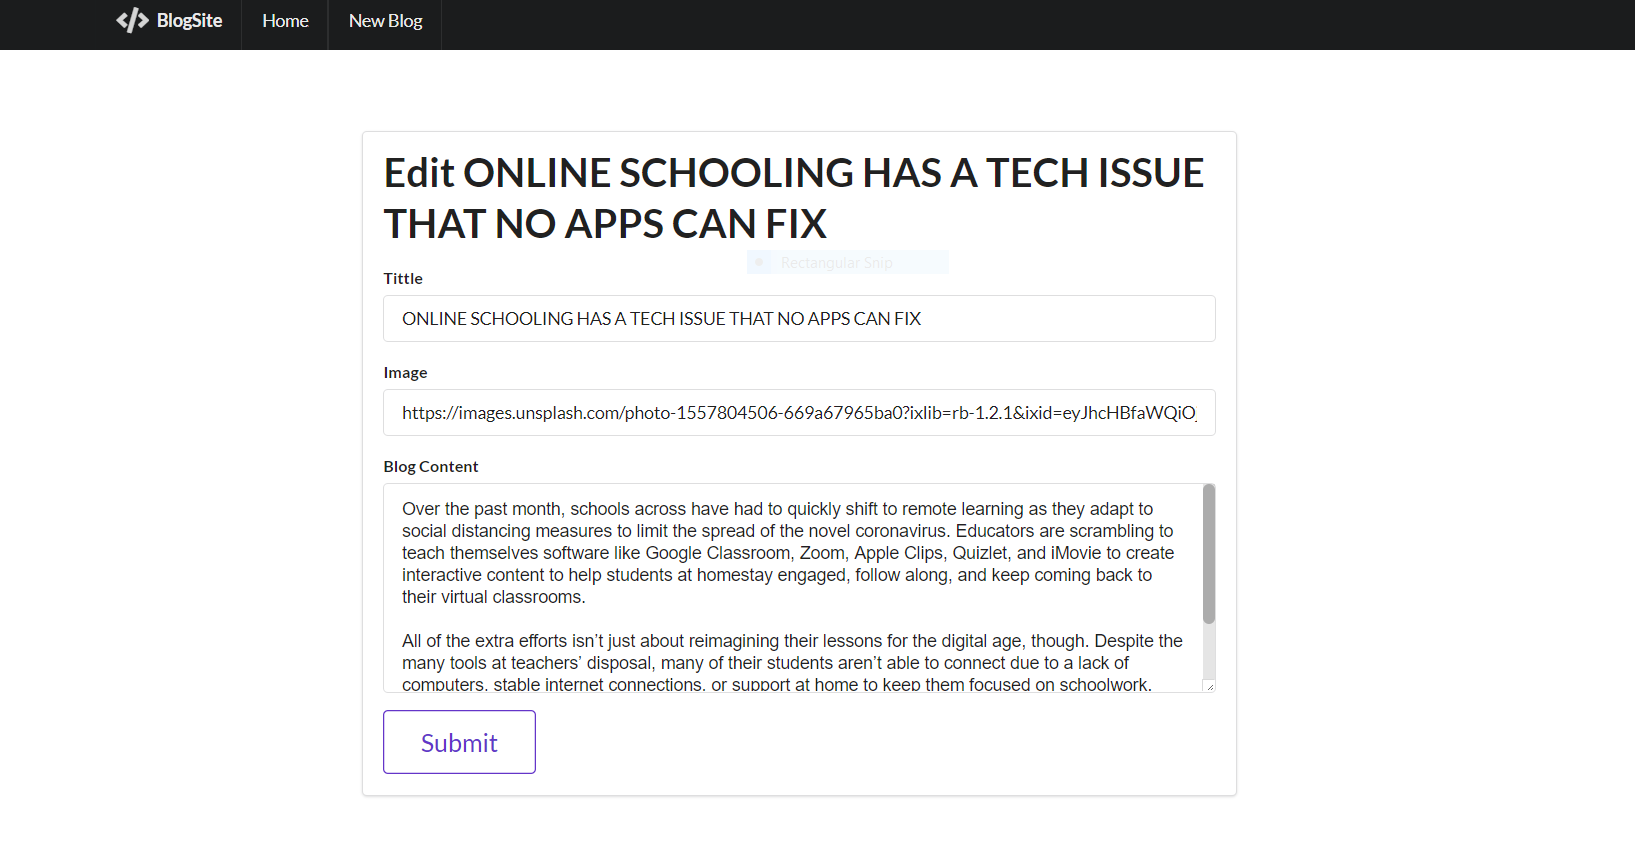 BlogSite Home New Blog
Edit ONLINE SCHOOLING HAS A TECH ISSUE
THAT NO APPS CAN FIX
Rectangular Snip
Tittle
ONLINE SCHOOLING HAS A TECH ISSUE THAT NO APPS CAN FIX
Image
https://images.unsplash.com/photo-1557804506-669a67965ba0?ixlib=rb-1.2.1&ixid=eyJhcHBfaWQiO
Blog Content
Over the past month, schools across have had to quickly shift to remote learning as they adapt to
social distancing measures to limit the spread of the novel coronavirus. Educators are scrambling to
teach themselves software like Google Classroom, Zoom, Apple Clips, Quizlet, and iMovie to create
interactive content to help students at homestay engaged, follow along, and keep coming back to
their virtual classrooms.
All of the extra efforts isn’t just about reimagining their lessons for the digital age, though. Despite the
many tools at teachers’ disposal, many of their students aren’t able to connect due to a lack of
computers, stable internet connections, or support at home to keep them focused on schoolwork.
Submit